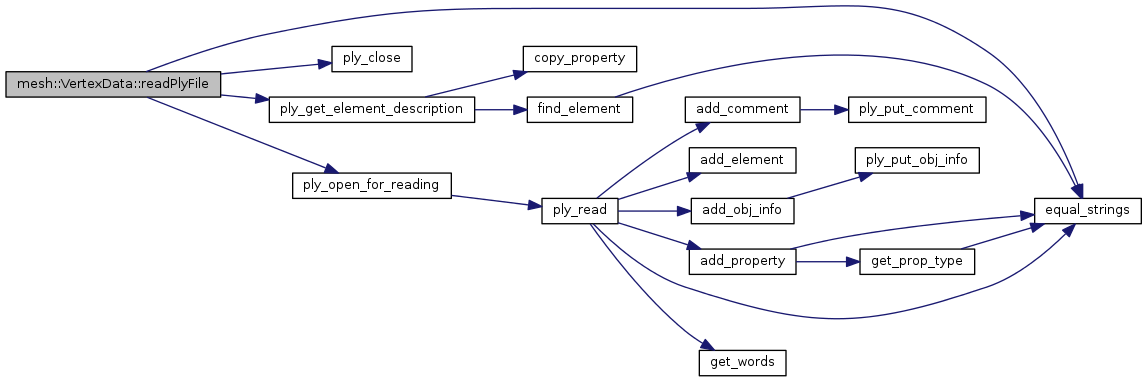 mesh::VertexData::readPlyFile
ply_close
ply_get_element_description
ply_open_for_reading
copy_property
find_element
ply_read
add_comment
add_element
add_obj_info
add_property
get_words
ply_put_comment
ply_put_obj_info
get_prop_type
equal_strings